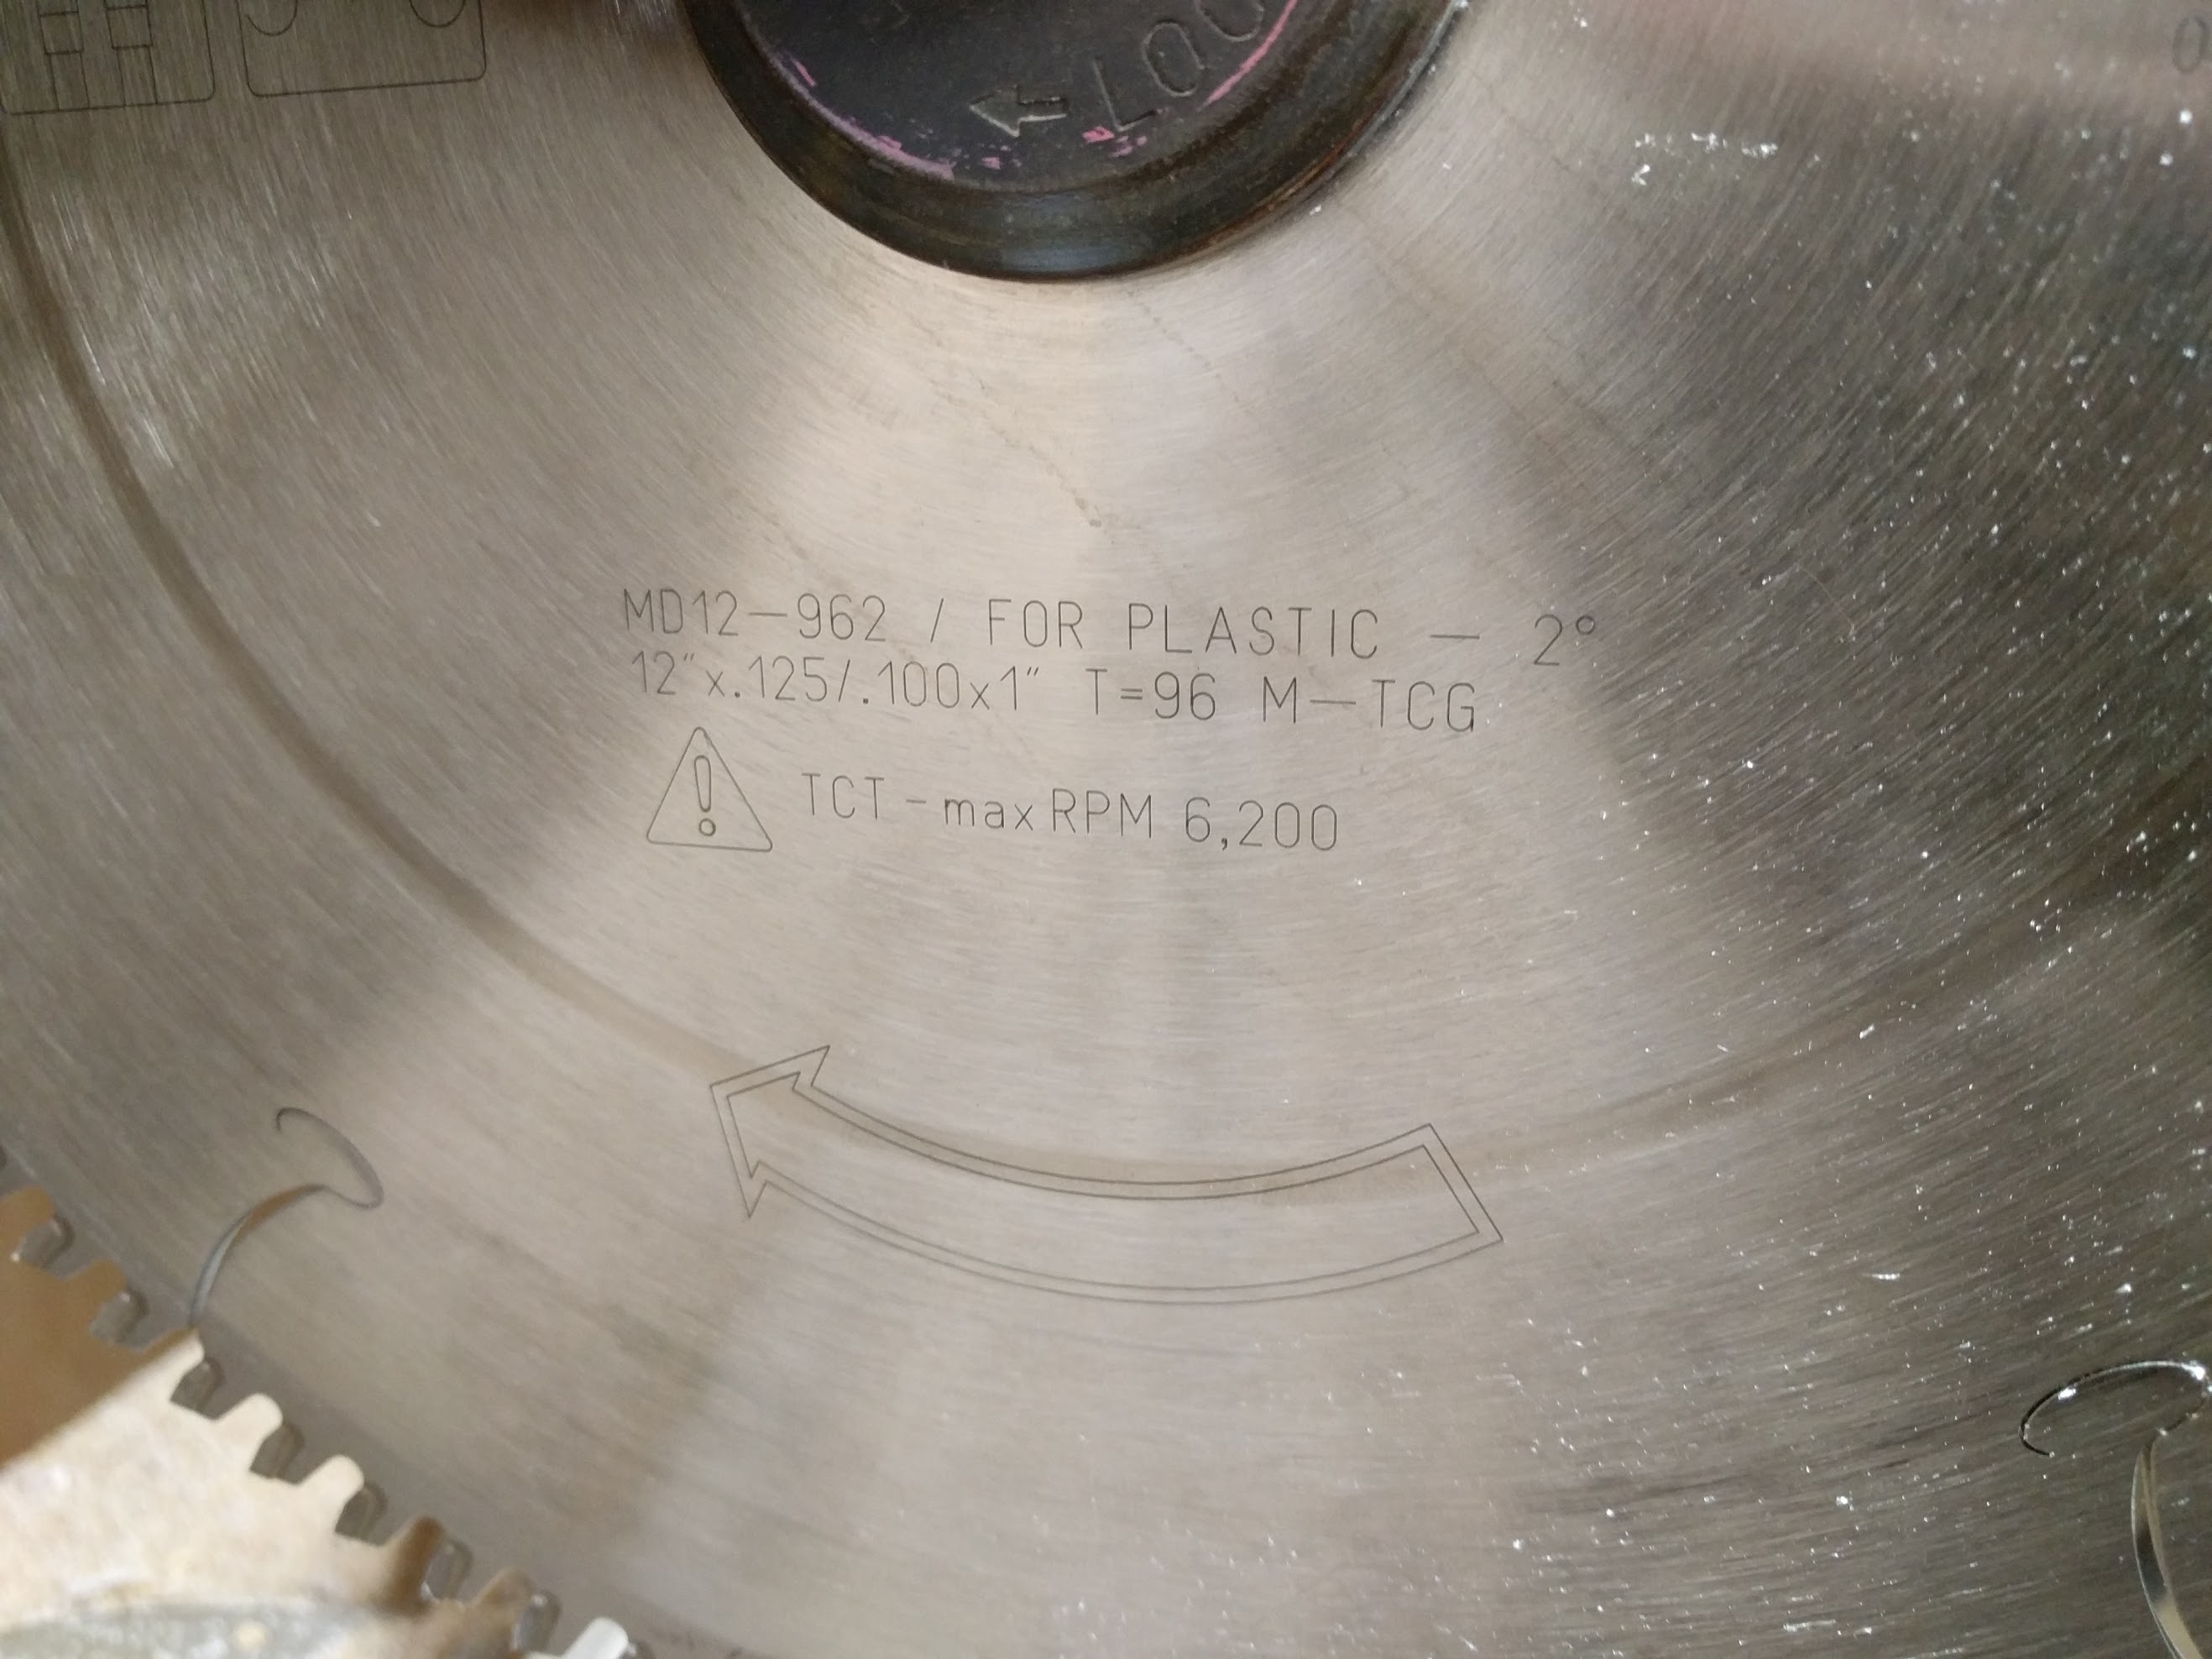 MD12-962 / FOR PLASTIC - 2°
12"x.125/.100x1" T=96 M-TCG
TCT-max RPM 6,200